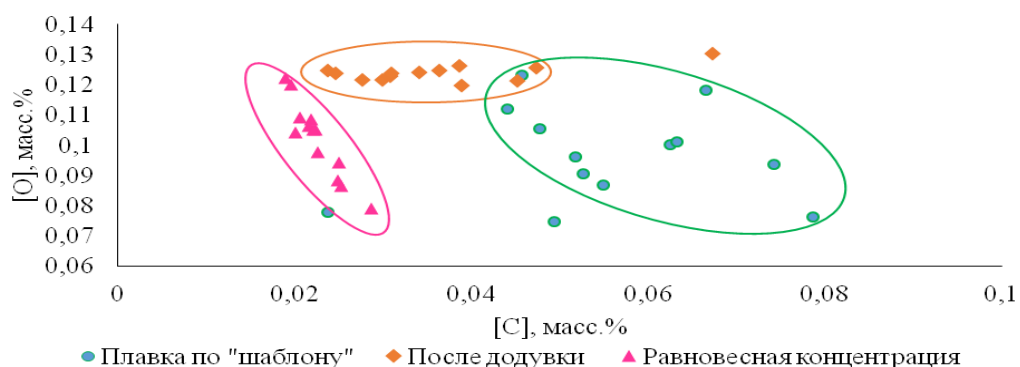 0,14
0,13
0,12
0,11
0,1
0,09
0,08
0,07
0,06
[O], масс.%
0 0,02 0,04 0,06 0,08 0,1
[C], масс.%
Плавка по "шаблону" После додувки Равновесная концентрация